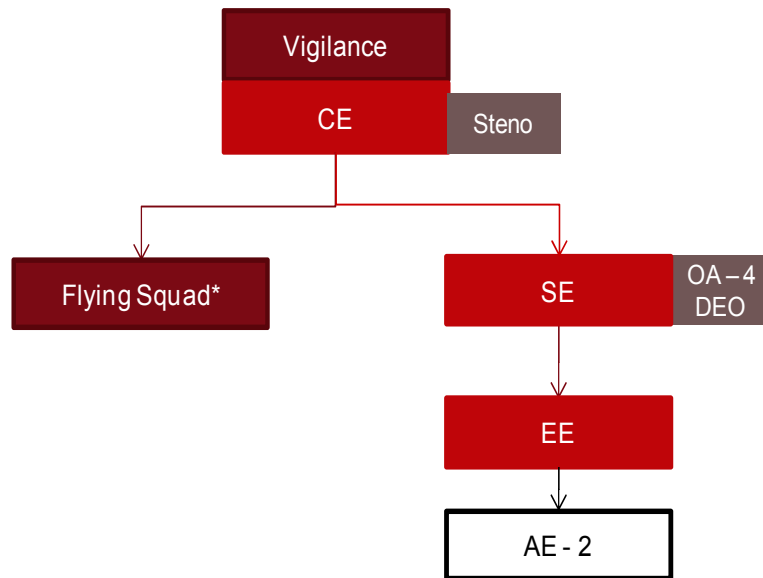 Vigilance
CE
Steno
Flying Squad*
SE
OA – 4
DEO
EE
AE - 2